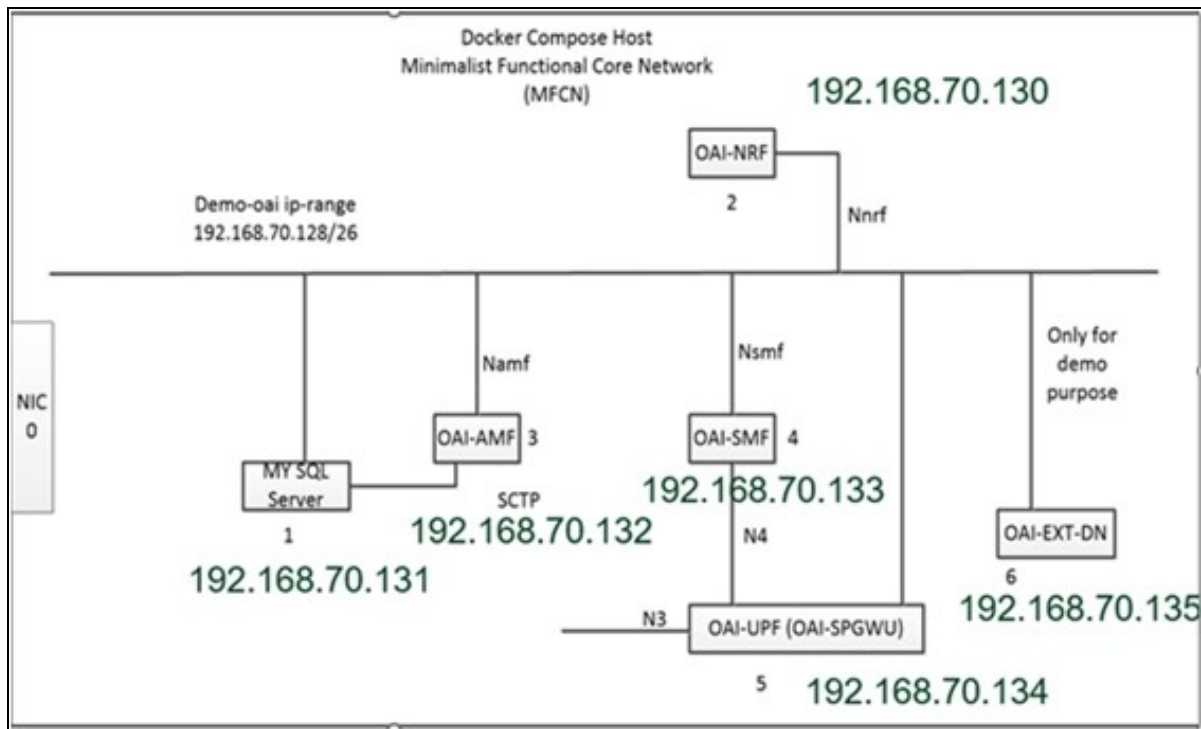 Docker Compose Host
Minimalist Functional Core Network
(MFCN)
192.168.70.130
OAI-NRF
2
Nnrf
Demo-oai ip-range
192.168.70.128/26
NIC
0
Namf
Nsmf
Only for
demo
purpose
OAI-AMF 3
OAI-SMF 4
MY SQL
Server
1
192.168.70.131
SCTP
192.168.70.132
192.168.70.133
N4
OAI-EXT-DN
6
192.168.70.135
N3
OAI-UPF (OAI-SPGWU)
5
192.168.70.134